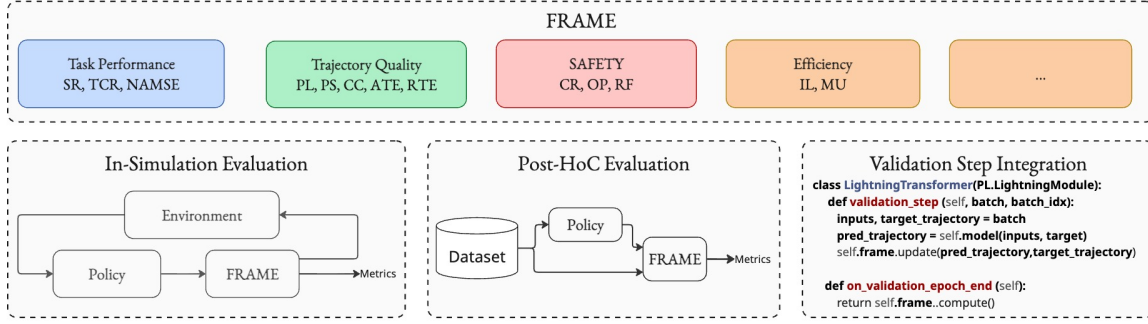 FRAME
Task Performance
SR, TCR, NAMSE
Trajectory Quality
PL, PS, CC, ATE, RTE
SAFETY
CR, OP, RF
Efficiency
IL, MU
...
In-Simulation Evaluation
Environment
Policy
FRAME
Metrics
Post-HoC Evaluation
Dataset
Policy
FRAME
Metrics
Validation Step Integration
class LightningTransformer(PL.LightningModule):
def validation_step (self, batch, batch_idx):
inputs, target_trajectory = batch
pred_trajectory = self.model(inputs, target)
self.frame.update(pred_trajectory,target_trajectory)
def on_validation_epoch_end (self):
return self.frame..compute()